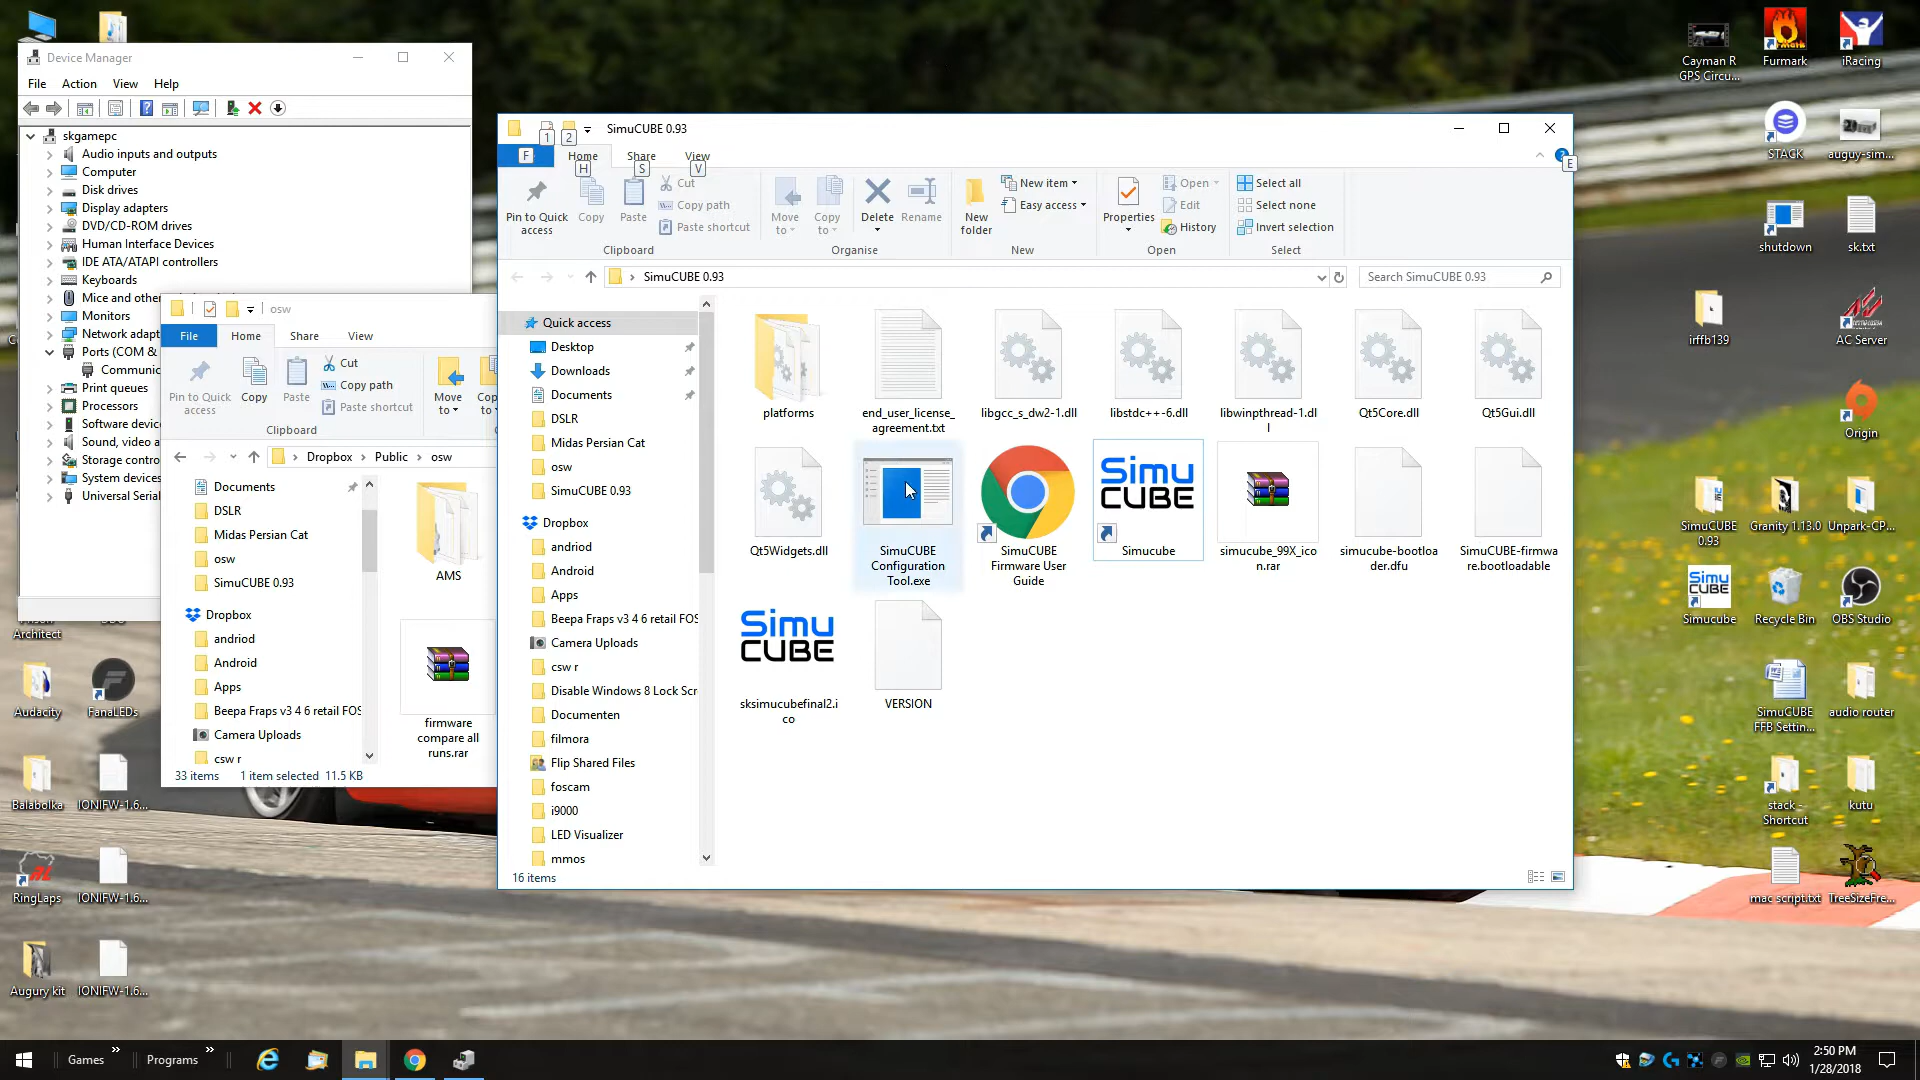 Device Manager
File Action View Help
skgamepc
Audio inputs and outputs
Computer
Disk drives
Display adapters
DVD/CD-ROM drives
Human Interface Devices
IDE ATA/ATAPI controllers
Keyboards
Mice and othe
Monitors
Network adapt
Ports (COM &
Communic
Print queues
Processors
Software devic
Sound, video a
Storage contro
System devices
Universal Serial
osw
File Home Share View
Pin to Quick access
Copy
Paste
Cut
Copy path
Paste shortcut
Clipboard
Move to
Cop to
Dropbox Public osw
Documents
DSLR
Midas Persian Cat
osw
SimuCUBE 0.93
Dropbox
andriod
Android
Apps
Beepa Fraps v3 4 6 retail FOS
Camera Uploads
csw r
AMS
firmware compare all runs.rar
33 items 1 item selected 11.5 KB
1 2 SimuCUBE 0.93
F Home Share View
H S V E
Pin to Quick access
Copy
Paste
Cut
Copy path
Paste shortcut
Clipboard
Move to
Copy to
Delete
Rename
Organise
New folder
New item
Easy access
New
Properties
Open
Edit
History
Open
Select all
Select none
Invert selection
Select
SimuCUBE 0.93
Search SimuCUBE 0.93
Quick access
Desktop
Downloads
Documents
DSLR
Midas Persian Cat
osw
SimuCUBE 0.93
Dropbox
andriod
Android
Apps
Beepa Fraps v3 4 6 retail FOS
Camera Uploads
csw r
Disable Windows 8 Lock Scr
Documenten
filmora
Flip Shared Files
foscam
i9000
LED Visualizer
mmos
platforms
end_user_license_agreement.txt
libgcc_s_dw2-1.dll
libstdc++-6.dll
libwinpthread-1.dll
Qt5Core.dll
Qt5Gui.dll
Qt5Widgets.dll
SimuCUBE Configuration Tool.exe
SimuCUBE Firmware User Guide
Simu
CUBE
Simucube
simucube_99X_icon.rar
simucube-bootloader.dfu
SimuCUBE-firmware.bootloadable
Simu
CUBE
sksimucubefinal2.ico
VERSION
16 items
Architect
Audacity
FanaLEDs
Balabolka
IONIFW-1.6...
RingLaps
IONIFW-1.6...
Augury kit
IONIFW-1.6...
Cayman R
GPS Circu...
Furmark
iRacing
STACK
auguy-sim...
shutdown
sk.txt
irffb139
AC Server
Origin
SimuCUBE
0.93
Granity 1.13.0
Unpark-CP...
Simu
CUBE
Simucube
Recycle Bin
OBS Studio
SimuCUBE
FFB Settin...
audio router
stack -
Shortcut
kutu
mac script.txt
TreeSizeFre...
Games
Programs
2:50 PM
1/28/2018